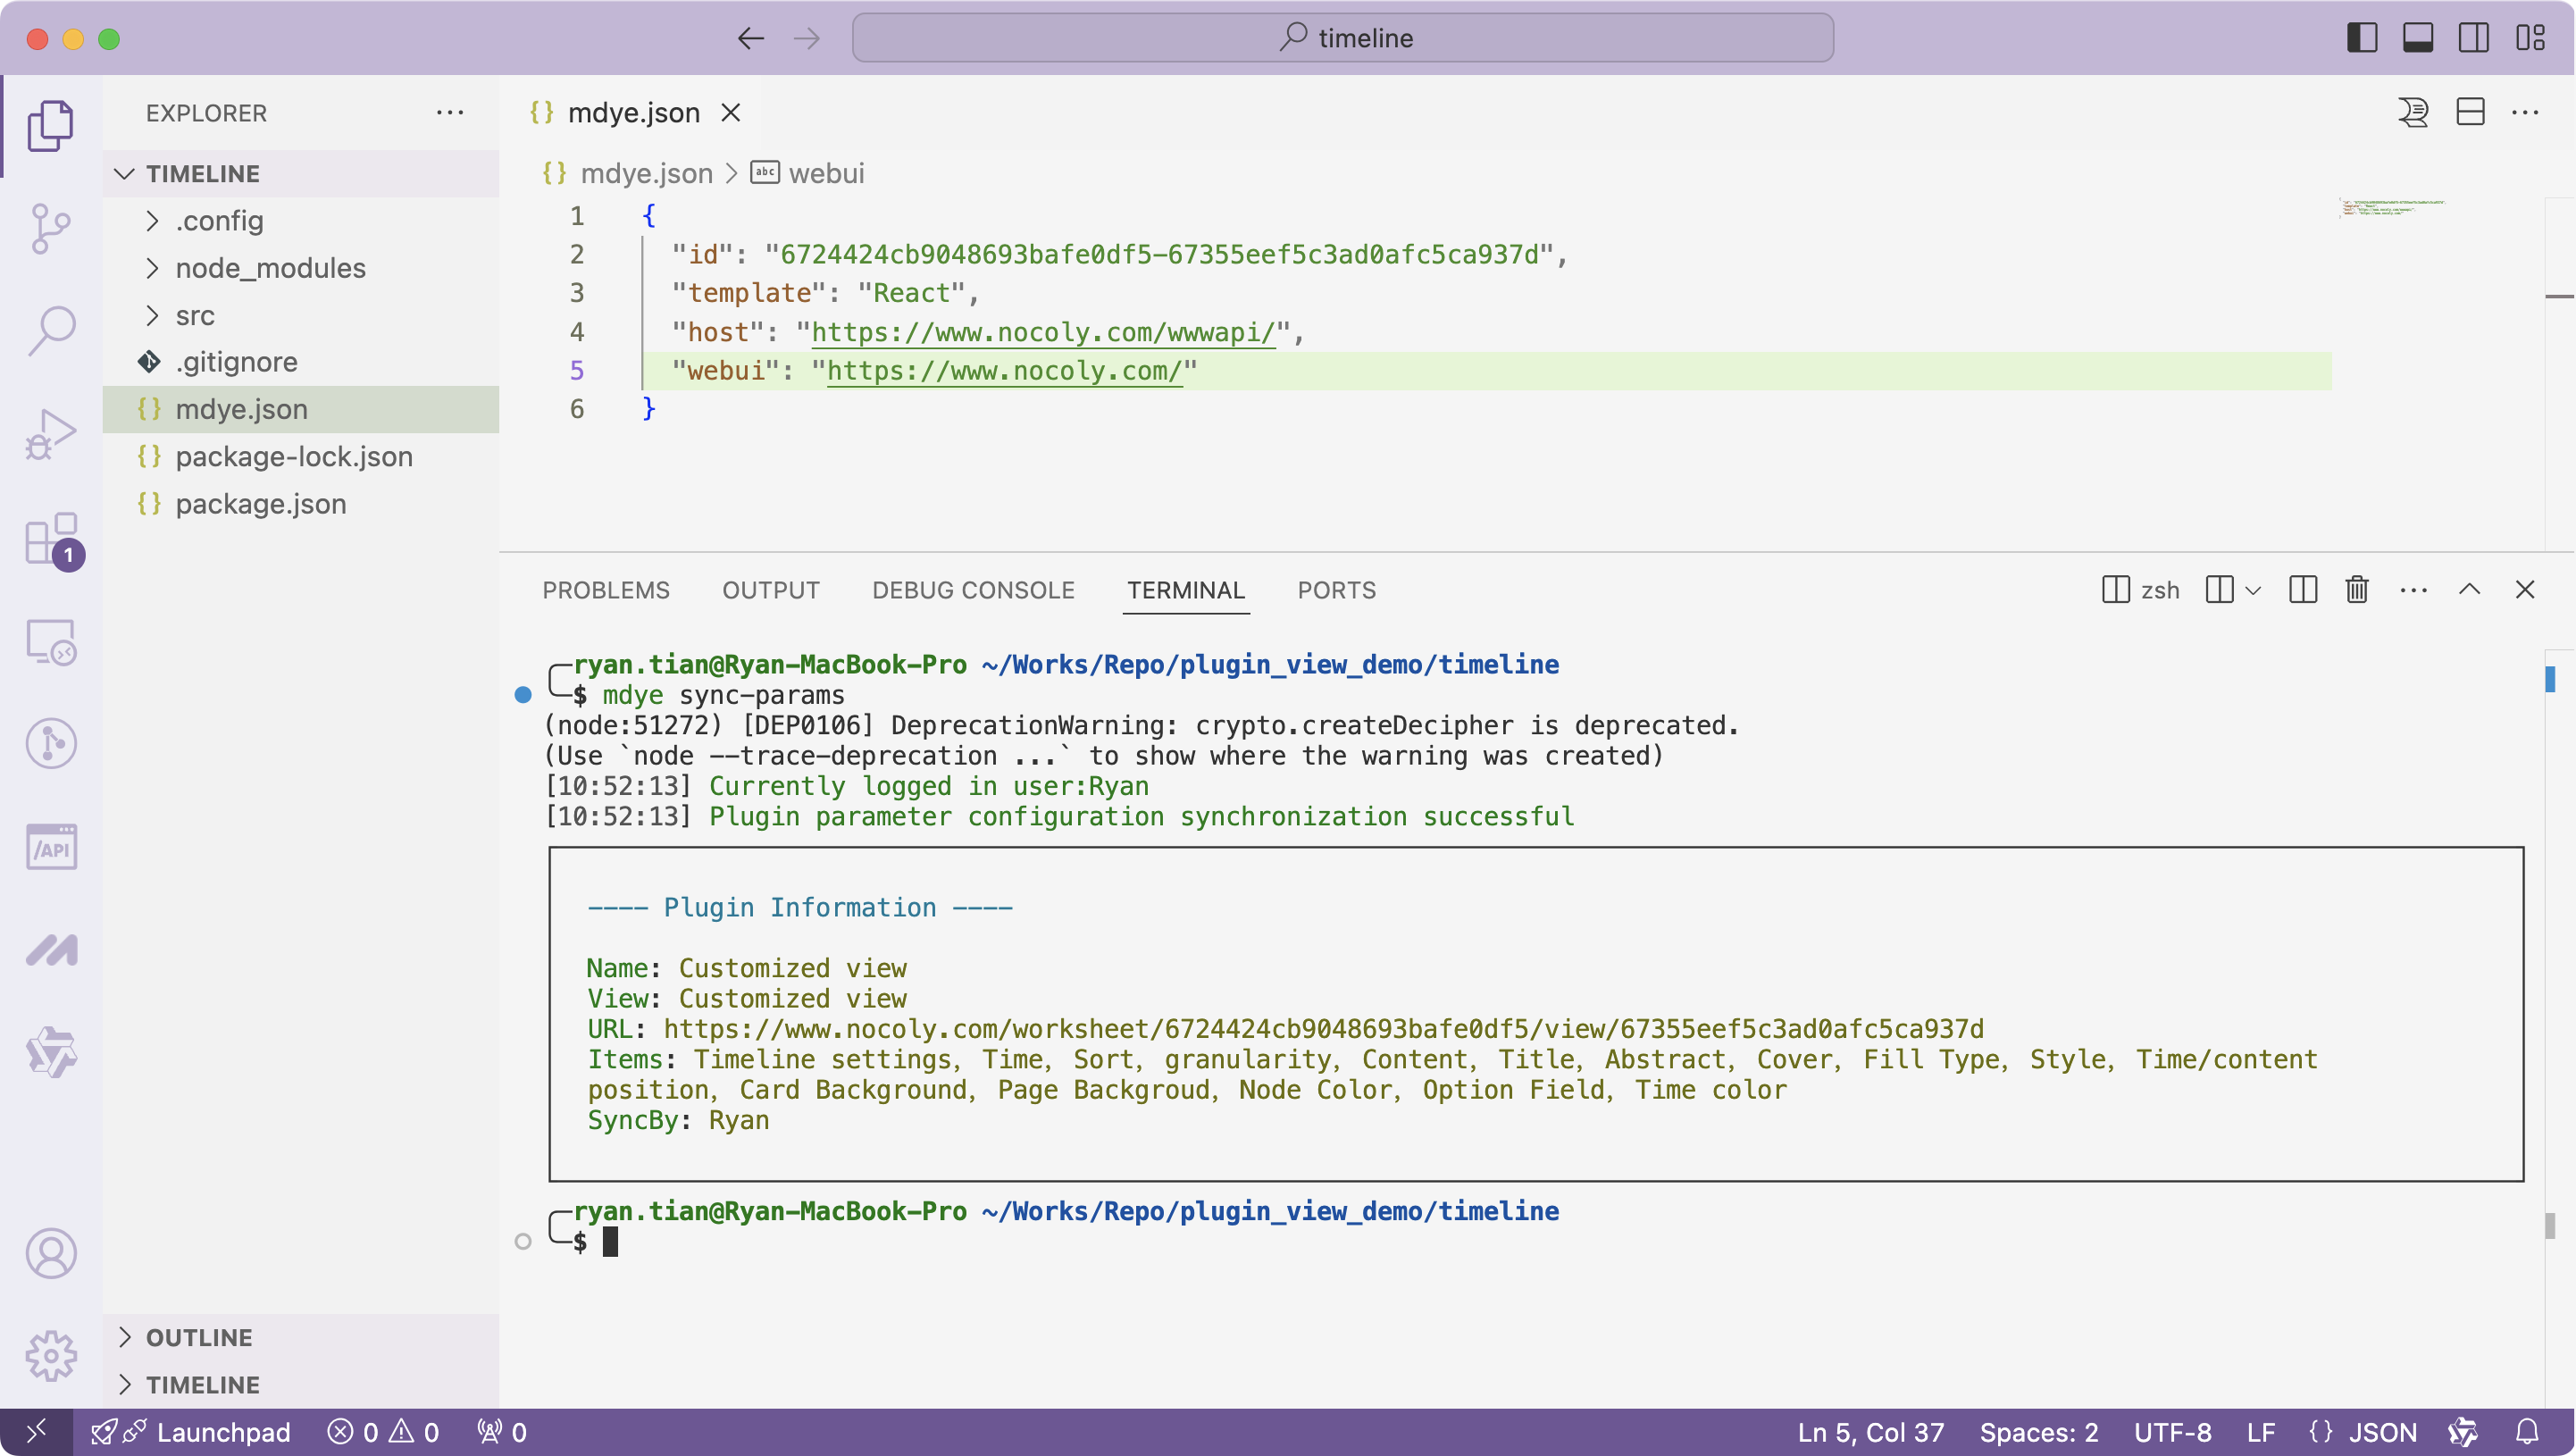 timeline
EXPLORER
TIMELINE
.config
node_modules
src
.gitignore
mdye.json
package-lock.json
package.json
OUTLINE
TIMELINE
1
/API
mdye.json
mdye.json > abc webui
1 {
2 "id": "6724424cb9048693bafe0df5-67355eef5c3ad0afc5ca937d",
3 "template": "React",
4 "host": "https://www.nocoly.com/wwwapi/",
5 "webui": "https://www.nocoly.com/"
6 }
PROBLEMS OUTPUT DEBUG CONSOLE TERMINAL PORTS zsh
ryan.tian@Ryan-MacBook-Pro ~/Works/Repo/plugin_view_demo/timeline
$ mdye sync-params
(node:51272) [DEP0106] DeprecationWarning: crypto.createDecipher is deprecated.
(Use `node --trace-deprecation ...` to show where the warning was created)
[10:52:13] Currently logged in user:Ryan
[10:52:13] Plugin parameter configuration synchronization successful
---- Plugin Information ----
Name: Customized view
View: Customized view
URL: https://www.nocoly.com/worksheet/6724424cb9048693bafe0df5/view/67355eef5c3ad0afc5ca937d
Items: Timeline settings, Time, Sort, granularity, Content, Title, Abstract, Cover, Fill Type, Style, Time/content
position, Card Background, Page Backgroud, Node Color, Option Field, Time color
SyncBy: Ryan
ryan.tian@Ryan-MacBook-Pro ~/Works/Repo/plugin_view_demo/timeline
$
Launchpad 0 0 0 Ln 5, Col 37 Spaces: 2 UTF-8 LF {} JSON